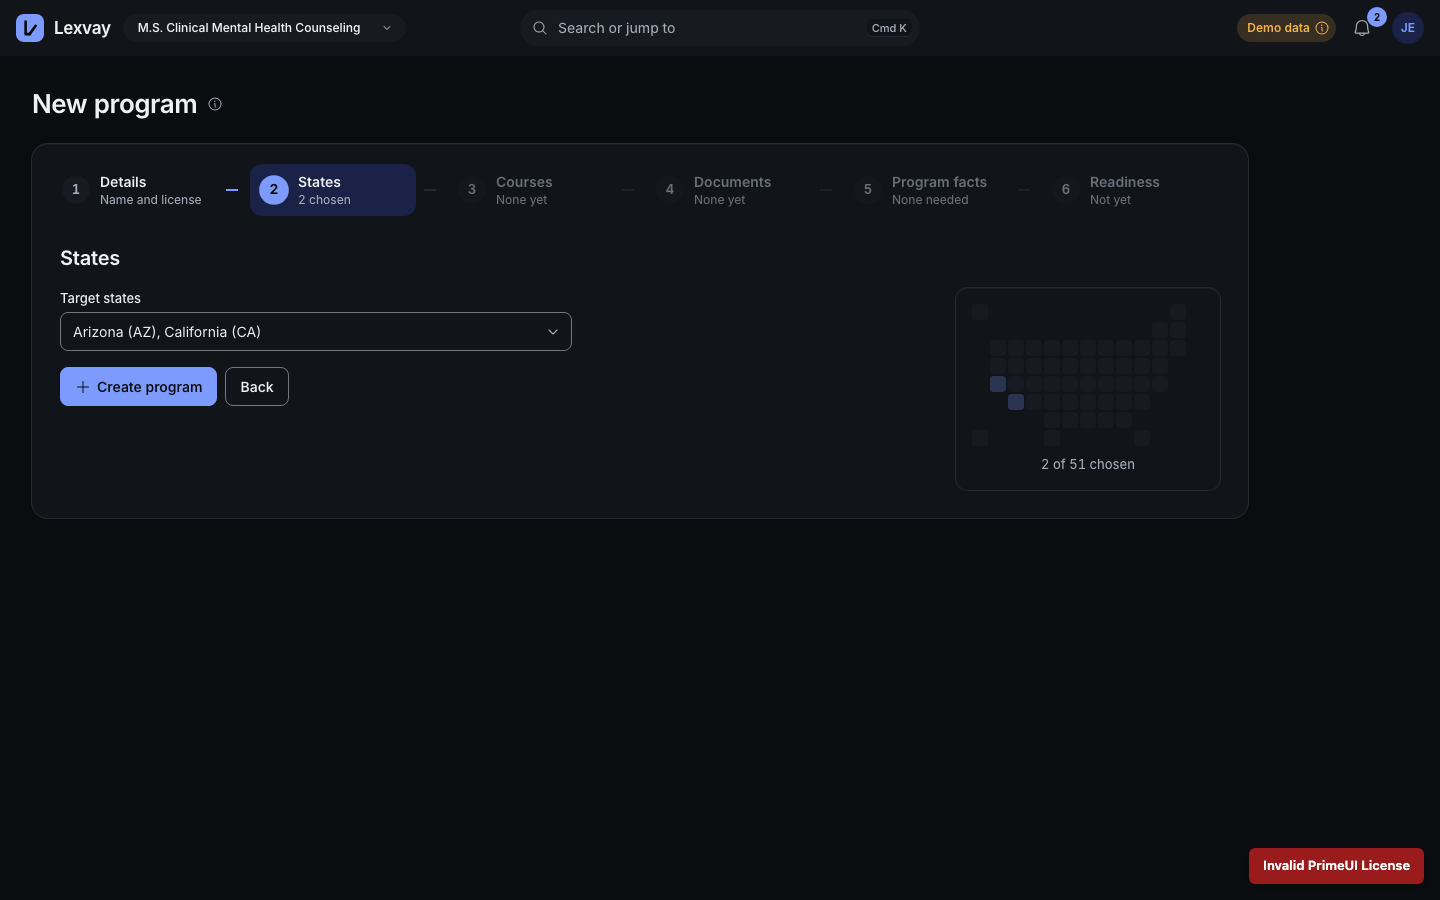 Lexvay
M.S. Clinical Mental Health Counseling
Search or jump to
Cmd K
Demo data
2
JE
New program
1
Details
Name and license
2
States
2 chosen
3
Courses
None yet
4
Documents
None yet
5
Program facts
None needed
6
Readiness
Not yet
States
Target states
Arizona (AZ), California (CA)
Create program
Back
2 of 51 chosen
Invalid PrimeUI License